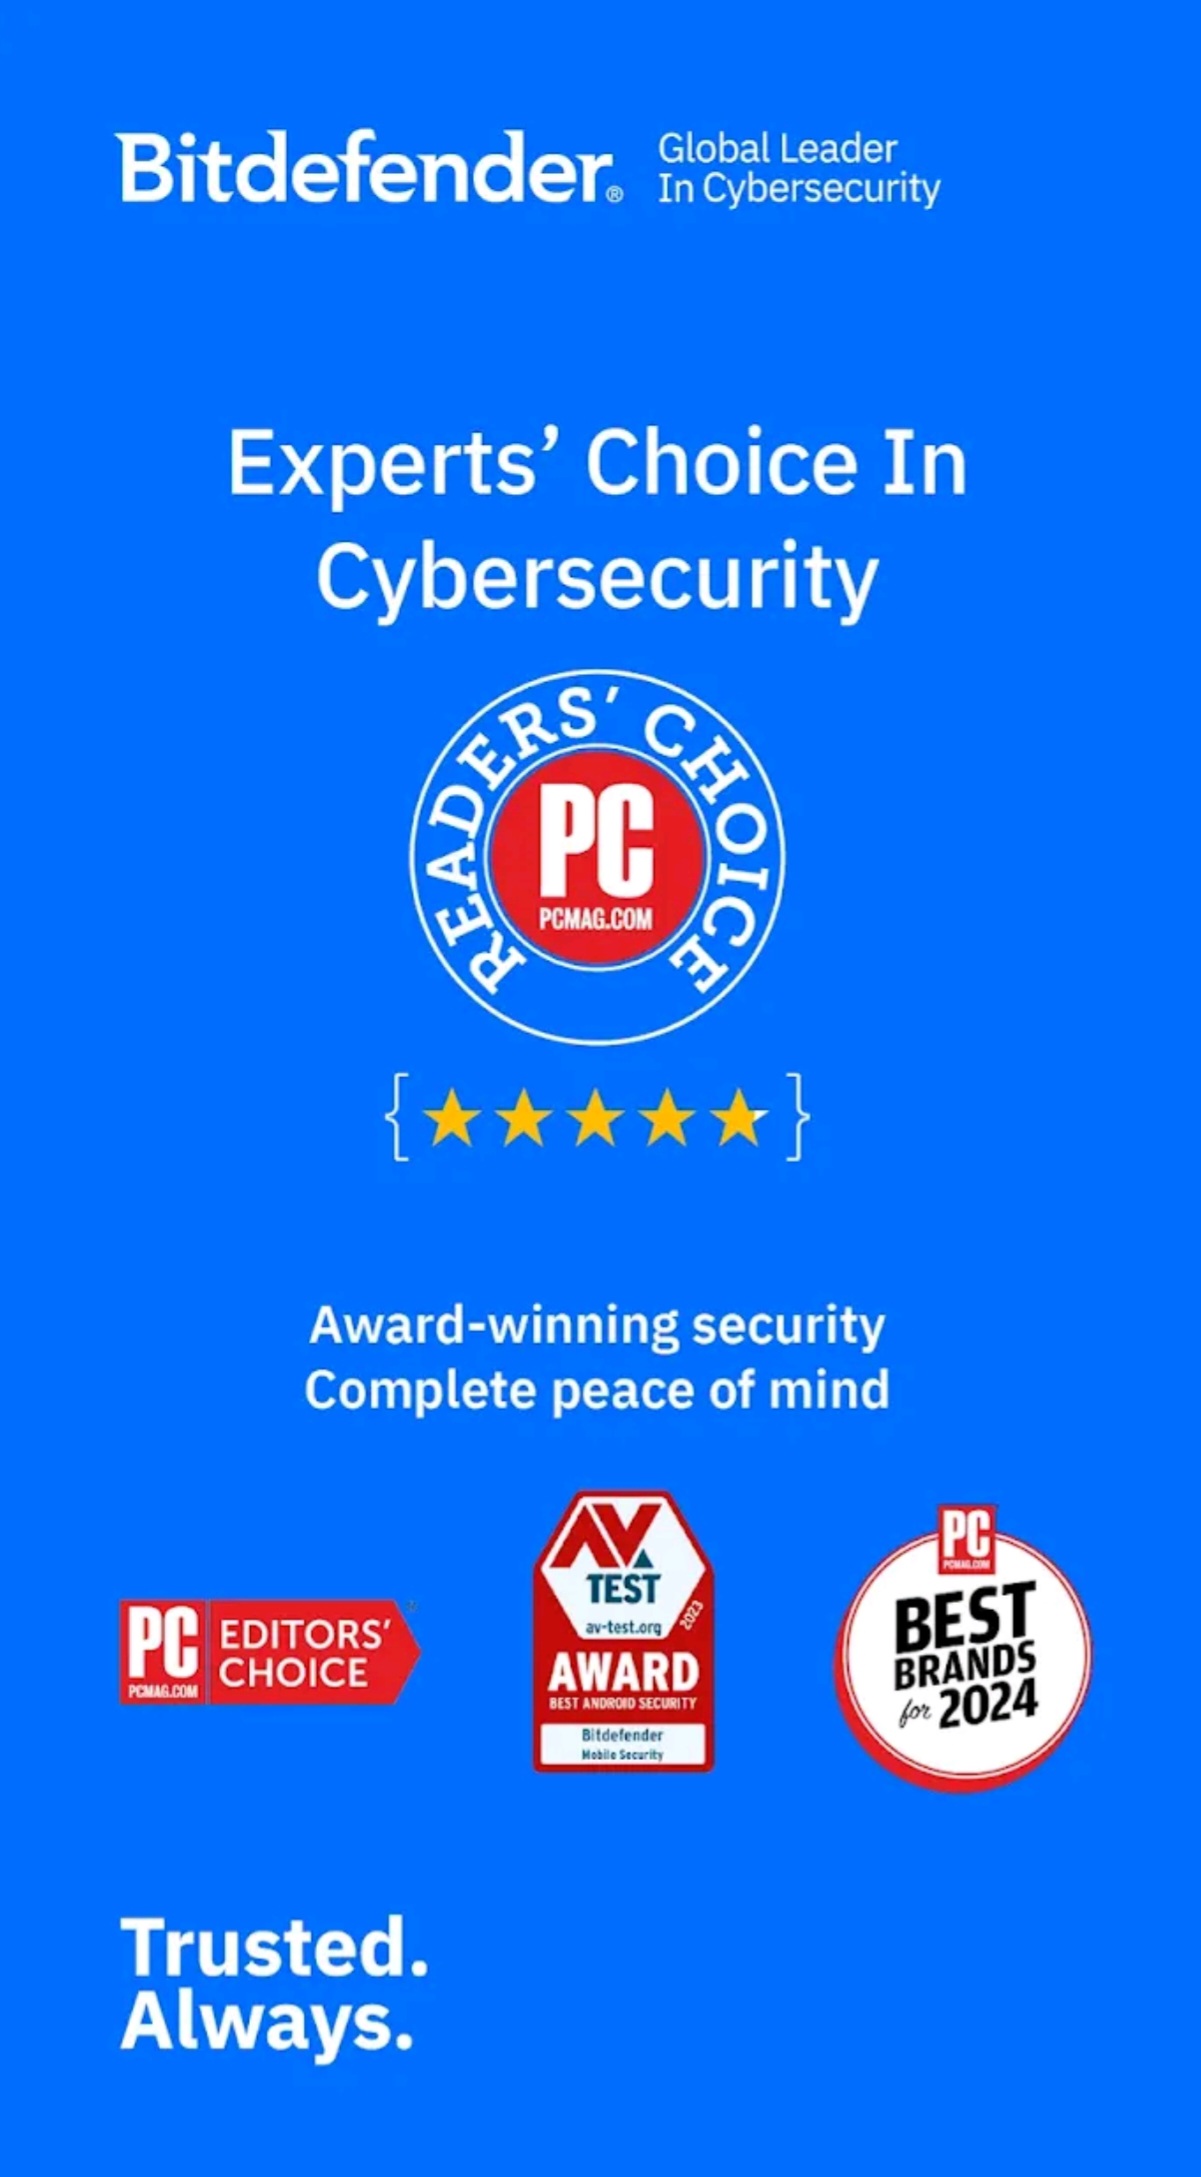 Bitdefender®
Global Leader
In Cybersecurity
Experts’ Choice In
Cybersecurity
READERS’ CHOICE
PC
PCMAG.COM
Award-winning security
Complete peace of mind
PC
PCMAG.COM
EDITORS’
CHOICE
AV
TEST
av-test.org
2023
AWARD
BEST ANDROID SECURITY
Bitdefender
Mobile Security
PC
PCMAG.COM
BEST
BRANDS
for 2024
Trusted.
Always.